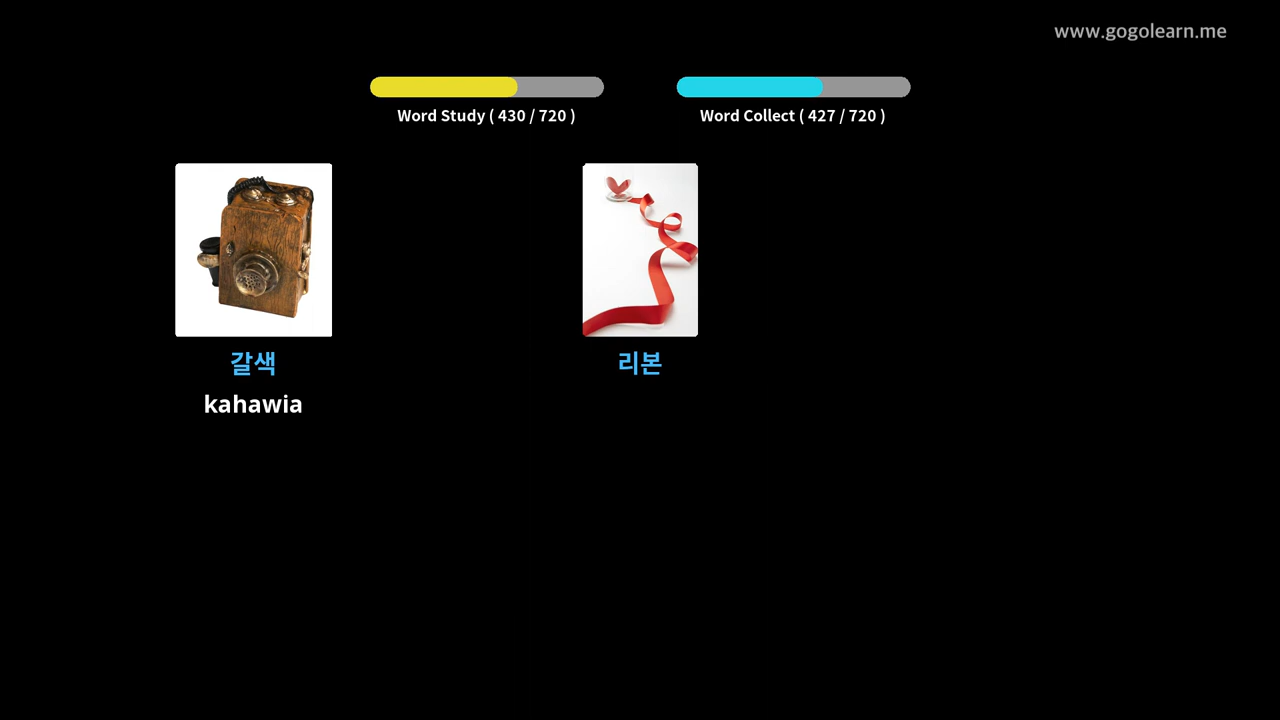 www.gogolearn.me
Word Study ( 430 / 720 )
Word Collect ( 427 / 720 )
갈색
kahawia
리본